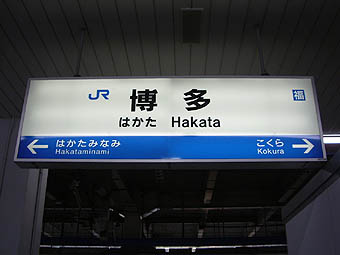 JR 博多 福
はかた Hakata
はかたみなみ こくら
Hakataminami Kokura